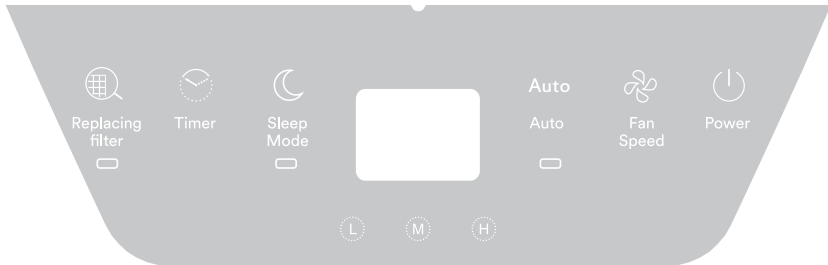 Auto
Replacing
filter
Timer
Sleep
Mode
Auto
Fan
Speed
Power
L
M
H